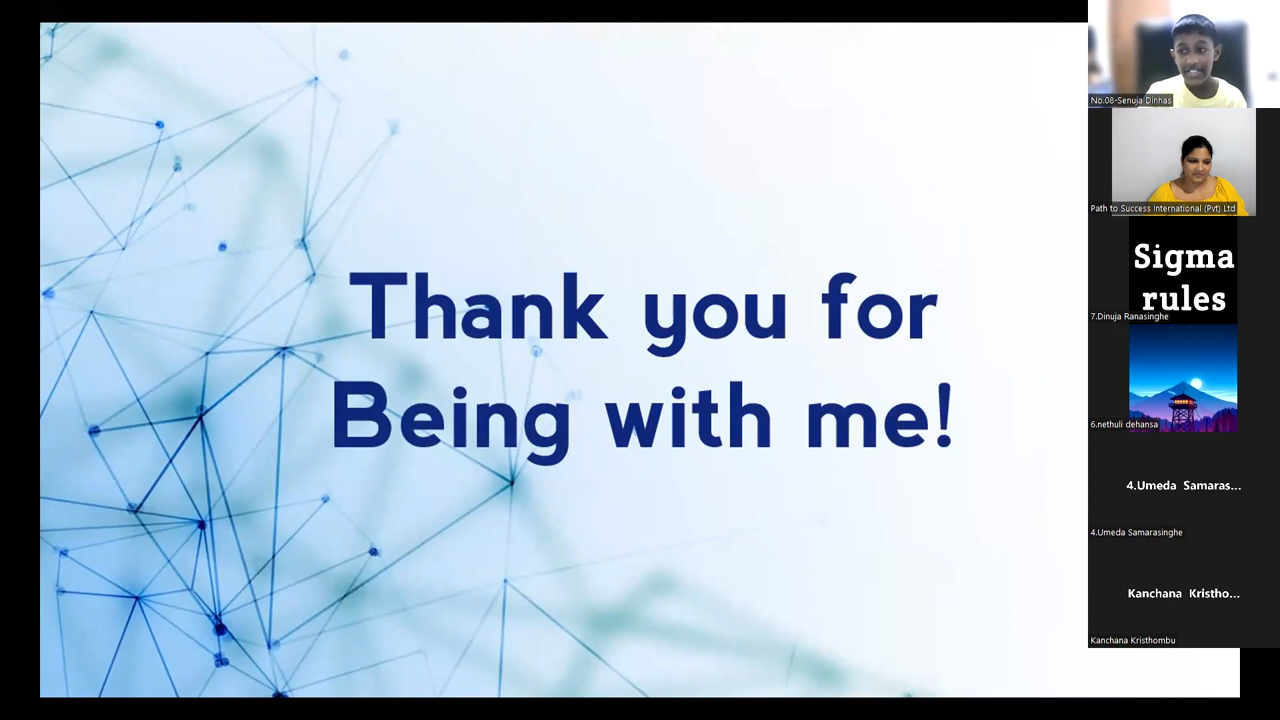 Thank you for
Being with me!
No.08-Senuja Dinhas
Path to Success International (Pvt) Ltd
Sigma
rules
7.Dinuja Ranasinghe
6.nethuli dehansa
4.Umeda Samaras...
4.Umeda Samarasinghe
Kanchana Kristho...
Kanchana Kristhombu